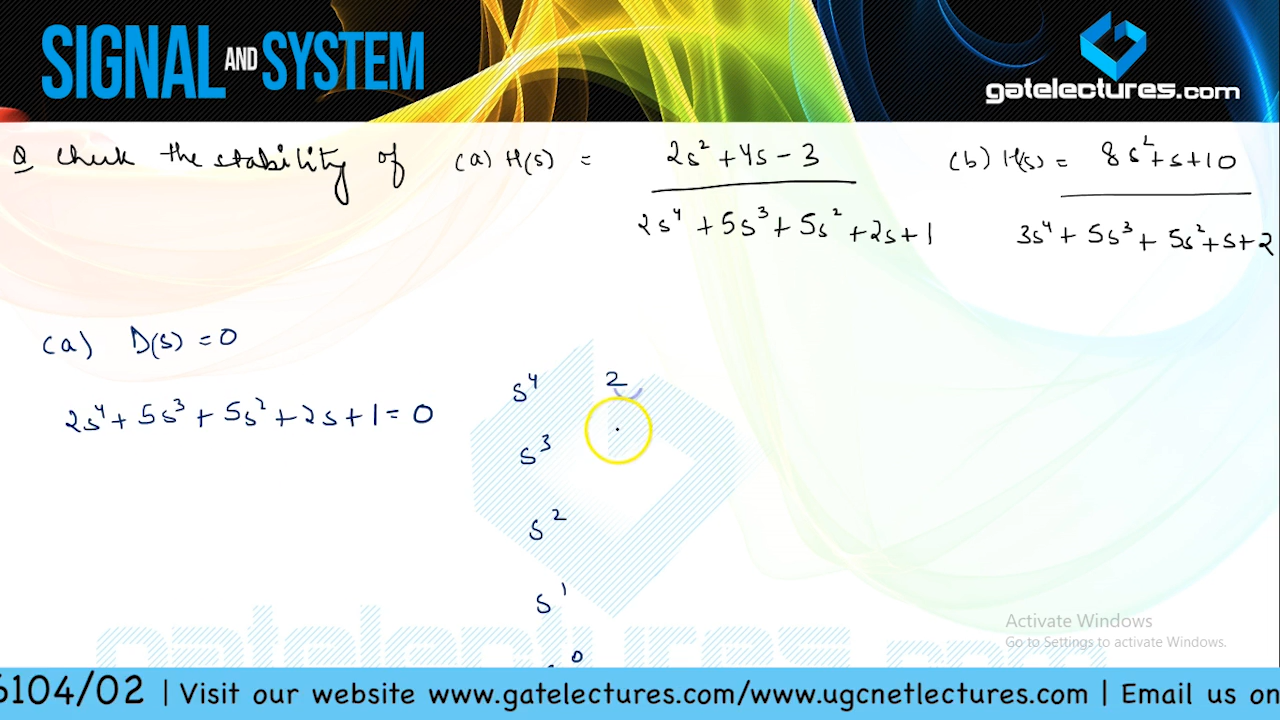 SIGNAL AND SYSTEM
gatelectures.com
Q Check the stability of (a) H(s) = 2s² + 4s - 3 / 2s⁴ + 5s³ + 5s² + 2s + 1 (b) H(s) = 8s² + s + 10 / 3s⁴ + 5s³ + 5s² + s + 2
(a) D(s) = 0
2s⁴ + 5s³ + 5s² + 2s + 1 = 0
s⁴ 2
s³
s²
s¹
0
Activate Windows
Go to Settings to activate Windows.
gatelectures.com
6104/02 | Visit our website www.gatelectures.com/www.ugcnetlectures.com | Email us on